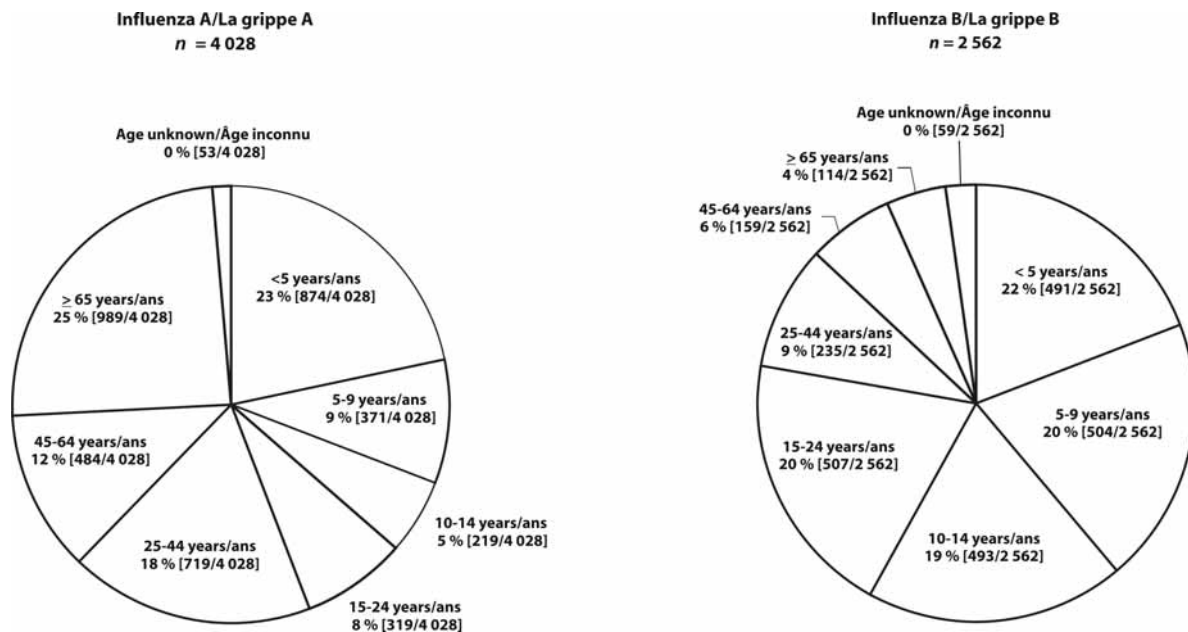 Influenza A/La grippe A
n = 4 028
Age unknown/Âge inconnu
0 % [53/4 028]
<5 years/ans
23 % [874/4 028]
≥ 65 years/ans
25 % [989/4 028]
5-9 years/ans
9 % [371/4 028]
45-64 years/ans
12 % [484/4 028]
10-14 years/ans
5 % [219/4 028]
25-44 years/ans
18 % [719/4 028]
15-24 years/ans
8 % [319/4 028]
Influenza B/La grippe B
n = 2 562
Age unknown/Âge inconnu
0 % [59/2 562]
≥ 65 years/ans
4 % [114/2 562]
45-64 years/ans
6 % [159/2 562]
< 5 years/ans
22 % [491/2 562]
25-44 years/ans
9 % [235/2 562]
5-9 years/ans
20 % [504/2 562]
15-24 years/ans
20 % [507/2 562]
10-14 years/ans
19 % [493/2 562]